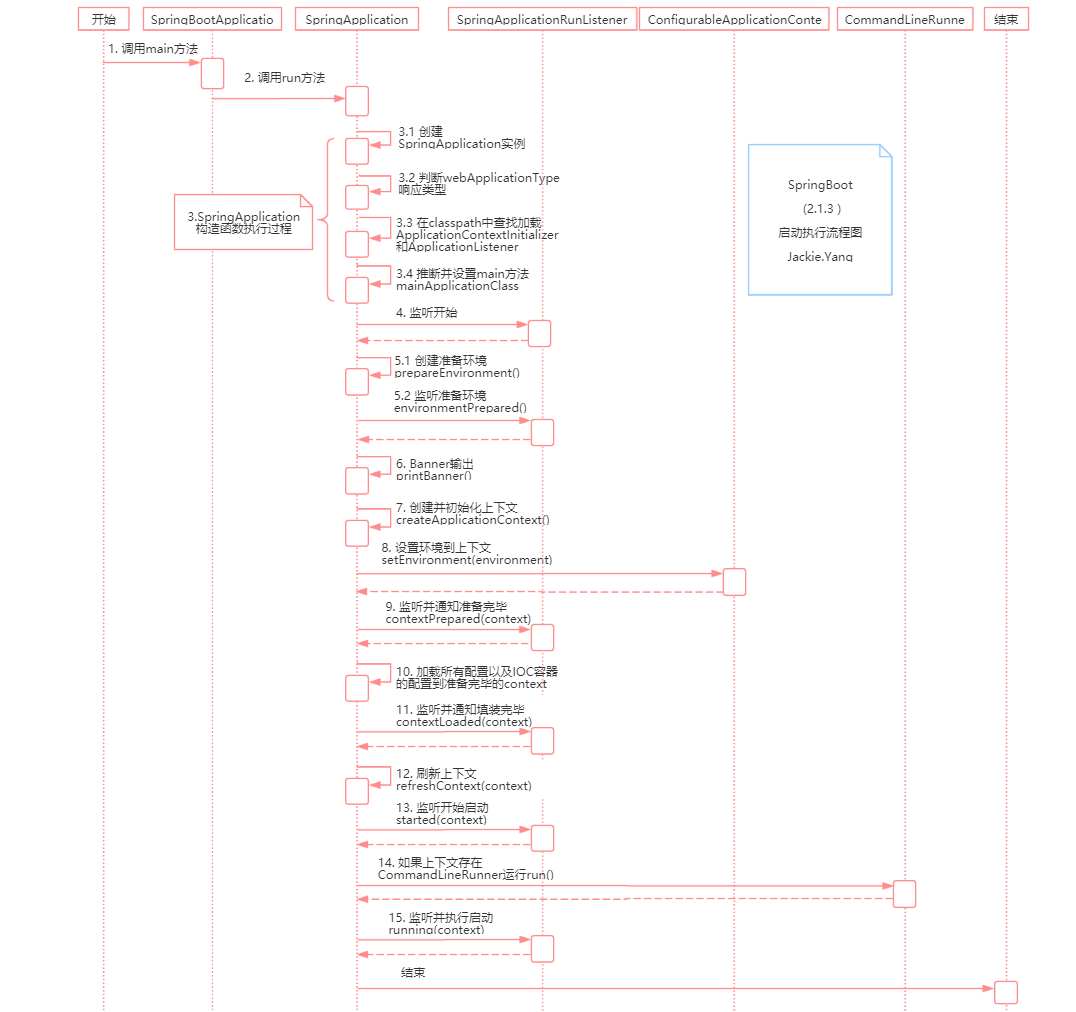 开始
SpringBootApplicatio
SpringApplication
SpringApplicationRunListener
ConfigurableApplicationConte
CommandLineRunne
结束
1. 调用main方法
2. 调用run方法
3.1 创建
SpringApplication实例
3.2 判断webApplicationType
响应类型
3.SpringApplication
构造函数执行过程
3.3 在classpath中查找加载
ApplicationContextInitializer
和ApplicationListener
3.4 推断并设置main方法
mainApplicationClass
SpringBoot
(2.1.3 )
启动执行流程图
Jackie.Yang
4. 监听开始
5.1 创建准备环境
prepareEnvironment()
5.2 监听准备环境
environmentPrepared()
6. Banner输出
printBanner()
7. 创建并初始化上下文
createApplicationContext()
8. 设置环境到上下文
setEnvironment(environment)
9. 监听并通知准备完毕
contextPrepared(context)
10. 加载所有配置以及IOC容器
的配置到准备完毕的context
11. 监听并通知填装完毕
contextLoaded(context)
12. 刷新上下文
refreshContext(context)
13. 监听开始启动
started(context)
14. 如果上下文存在
CommandLineRunner运行run()
15. 监听并执行启动
running(context)
结束